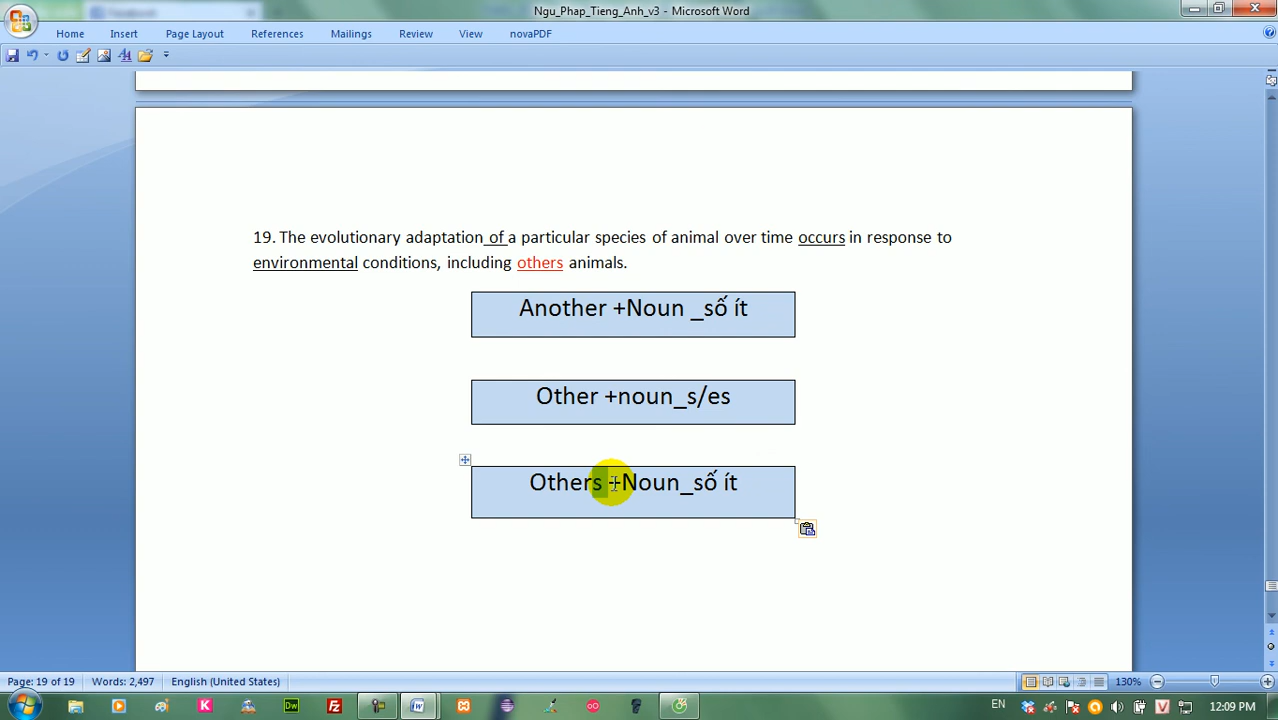 Ngu_Phap_Tieng_Anh_v3 - Microsoft Word
Home Insert Page Layout References Mailings Review View novaPDF
19. The evolutionary adaptation of a particular species of animal over time occurs in response to
environmental conditions, including others animals.
Another +Noun _số ít
Other +noun_s/es
Others +Noun_số ít
Page: 19 of 19 Words: 2,497 English (United States) 130%
EN 12:09 PM